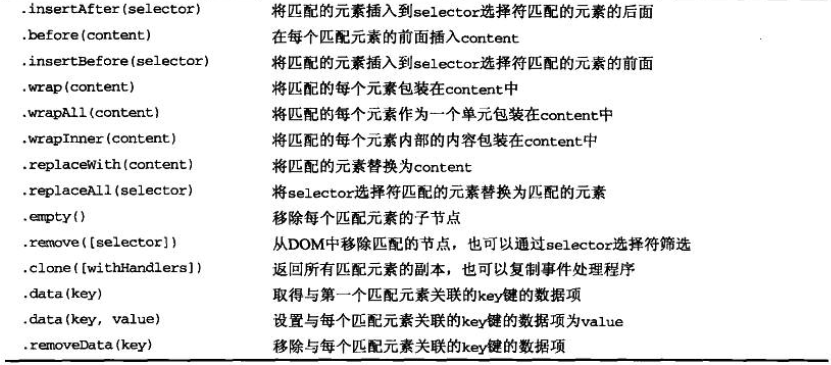 .insertAfter(selector) 将匹配的元素插入到selector选择符匹配的元素的后面
.before(content) 在每个匹配元素的前面插入content
.insertBefore(selector) 将匹配的元素插入到selector选择符匹配的元素的前面
.wrap(content) 将匹配的每个元素包装在content中
.wrapAll(content) 将匹配的每个元素作为一个单元包装在content中
.wrapInner(content) 将匹配的每个元素内部的内容包装在content中
.replaceWith(content) 将匹配的元素替换为content
.replaceAll(selector) 将selector选择符匹配的元素替换为匹配的元素
.empty() 移除每个匹配元素的子节点
.remove([selector]) 从DOM中移除匹配的节点，也可以通过selector选择符筛选
.clone([withHandlers]) 返回所有匹配元素的副本，也可以复制事件处理程序
.data(key) 取得与第一个匹配元素关联的key键的数据项
.data(key, value) 设置与每个匹配元素关联的key键的数据项为value
.removeData(key) 移除与每个匹配元素关联的key键的数据项